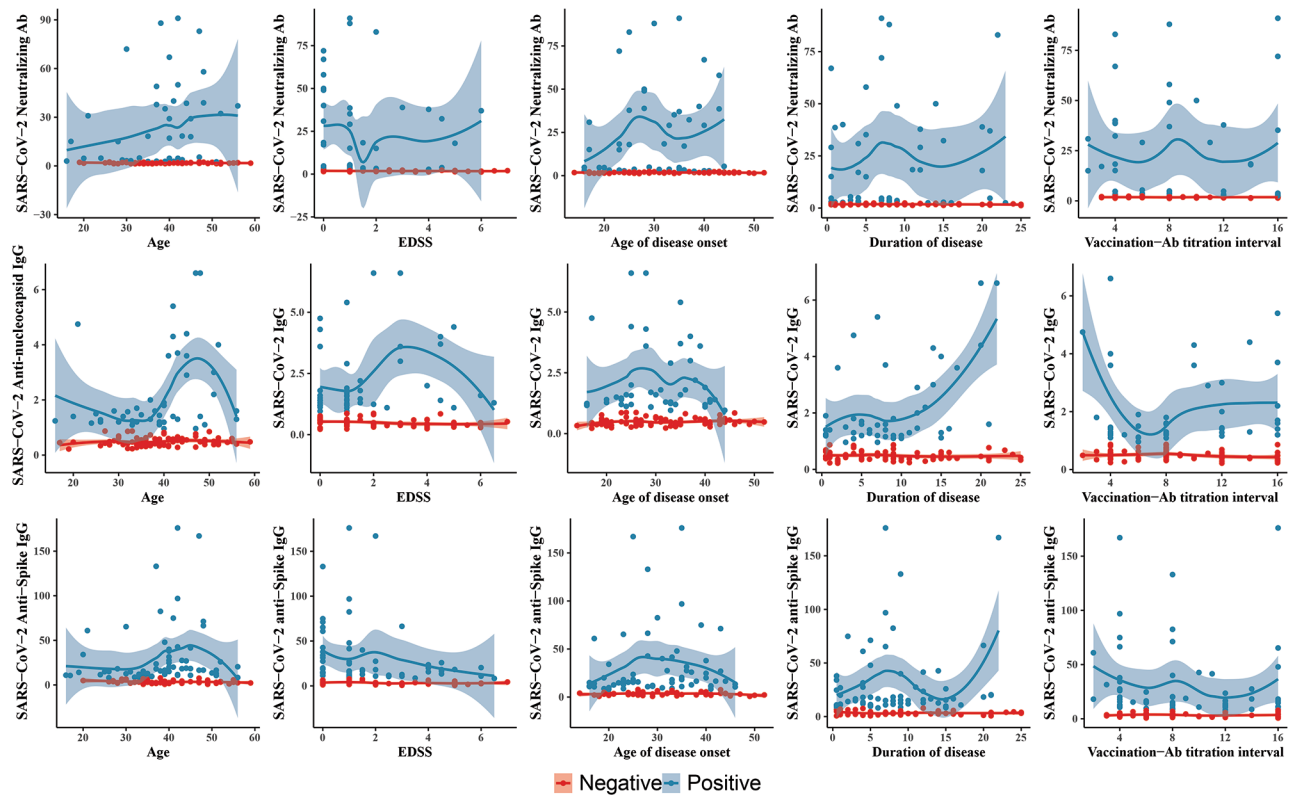 SARS−CoV−2 Neutralizing Ab
90
60
30
0
−30
20 30 40 50 60
Age
SARS−CoV−2 Neutralizing Ab
75
50
25
0
−25
0 2 4 6
EDSS
SARS−CoV−2 Neutralizing Ab
75
50
25
0
20 30 40 50
Age of disease onset
SARS−CoV−2 Neutralizing Ab
75
50
25
0
0 5 10 15 20 25
Duration of disease
SARS−CoV−2 Neutralizing Ab
75
50
25
0
4 8 12 16
Vaccination−Ab titration interval
SARS−CoV−2 Anti−nucleocapsid IgG
6
4
2
0
20 30 40 50 60
Age
SARS−CoV−2 IgG
5.0
2.5
0.0
0 2 4 6
EDSS
SARS−CoV−2 IgG
5.0
2.5
0.0
20 30 40 50
Age of disease onset
SARS−CoV−2 IgG
6
4
2
0
0 5 10 15 20 25
Duration of disease
SARS−CoV−2 IgG
6
4
2
0
4 8 12 16
Vaccination−Ab titration interval
SARS−CoV−2 Anti−Spike IgG
150
100
50
0
20 30 40 50 60
Age
SARS−CoV−2 anti−Spike IgG
150
100
50
0
0 2 4 6
EDSS
SARS−CoV−2 anti−Spike IgG
150
100
50
0
20 30 40 50
Age of disease onset
SARS−CoV−2 anti−Spike IgG
150
100
50
0
0 5 10 15 20 25
Duration of disease
SARS−CoV−2 anti−Spike IgG
150
100
50
0
4 8 12 16
Vaccination−Ab titration interval
Negative Positive